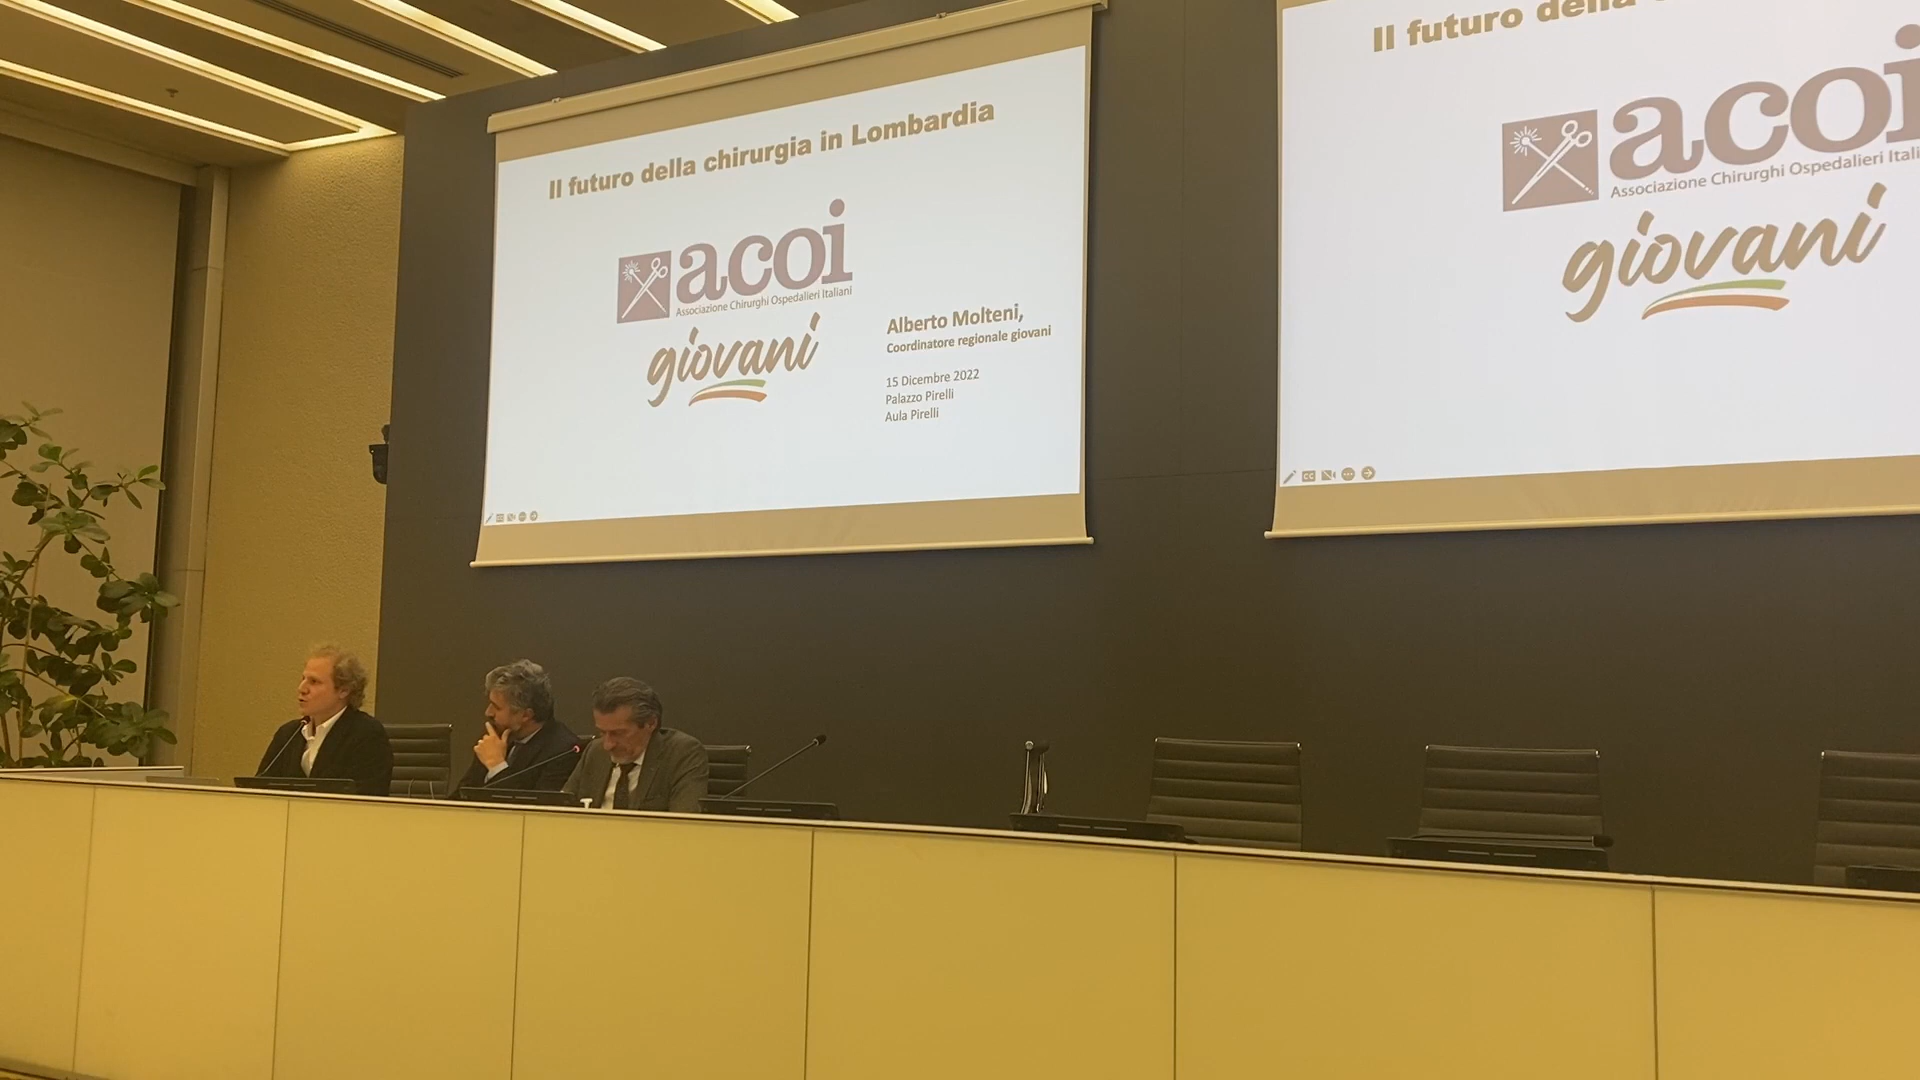 Il futuro della chirurgia in Lombardia
acoi
Associazione Chirurghi Ospedalieri Italiani
giovani
Alberto Molteni,
Coordinatore regionale giovani
15 Dicembre 2022
Palazzo Pirelli
Aula Pirelli
Il futuro della
acoi
Associazione Chirurghi Ospedalieri Itali
giovani
CC